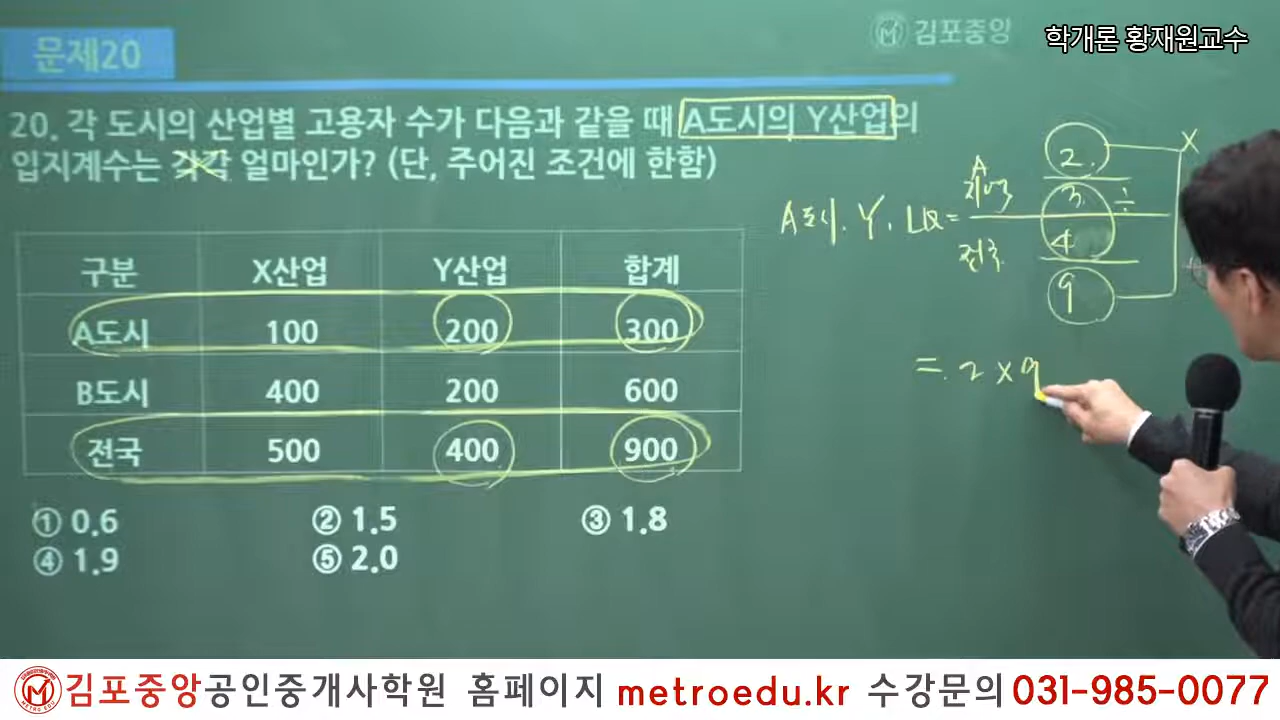 김포중앙
학개론 황재원교수
문제20
20. 각 도시의 산업별 고용자 수가 다음과 같을 때 A도시의 Y산업의
입지계수는 각각 얼마인가? (단, 주어진 조건에 한함)
구분 X산업 Y산업 합계
A도시 100 200 300
B도시 400 200 600
전국 500 400 900
① 0.6 ② 1.5 ③ 1.8
④ 1.9 ⑤ 2.0
A도시. Y. LQ =
A
지역
전국
2
3
÷
4
9
X
= 2 × 9
김포중앙공인중개사학원 홈페이지 metroedu.kr 수강문의 031-985-0077